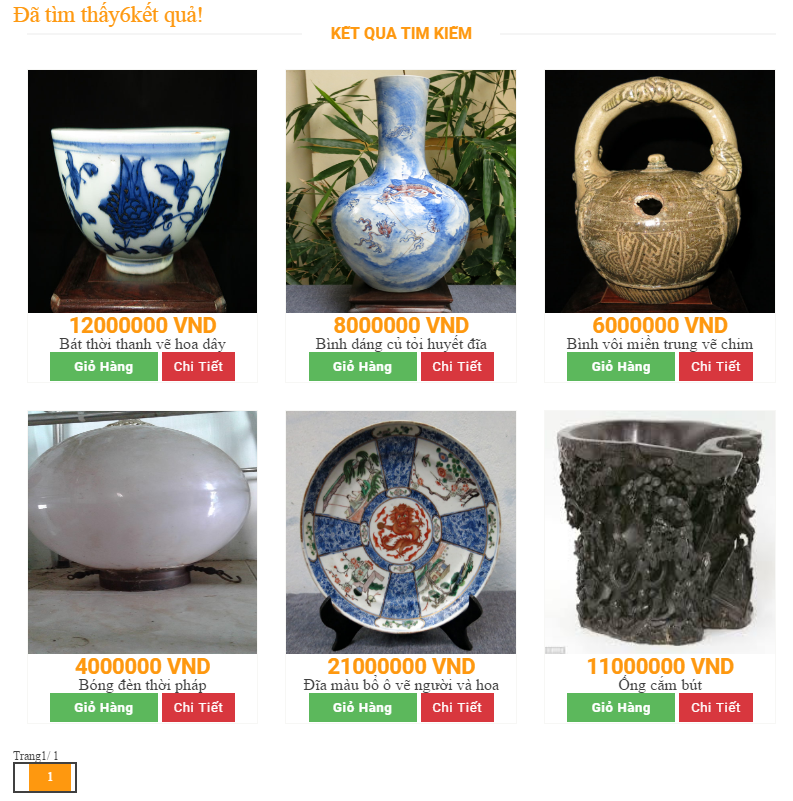 Đã tìm thấy6kết quả!
KẾT QUA TIM KIẾM
12000000 VND
8000000 VND
6000000 VND
Bát thời thanh vẽ hoa dây
Bình dáng củ tỏi huyết đĩa
Bình vôi miền trung vẽ chim
Giỏ Hàng Chi Tiết
Giỏ Hàng Chi Tiết
Giỏ Hàng Chi Tiết
4000000 VND
21000000 VND
11000000 VND
Bóng đèn thời pháp
Đĩa màu bổ ô vẽ người và hoa
Ống cắm bút
Giỏ Hàng Chi Tiết
Giỏ Hàng Chi Tiết
Giỏ Hàng Chi Tiết
Trang1/ 1
1